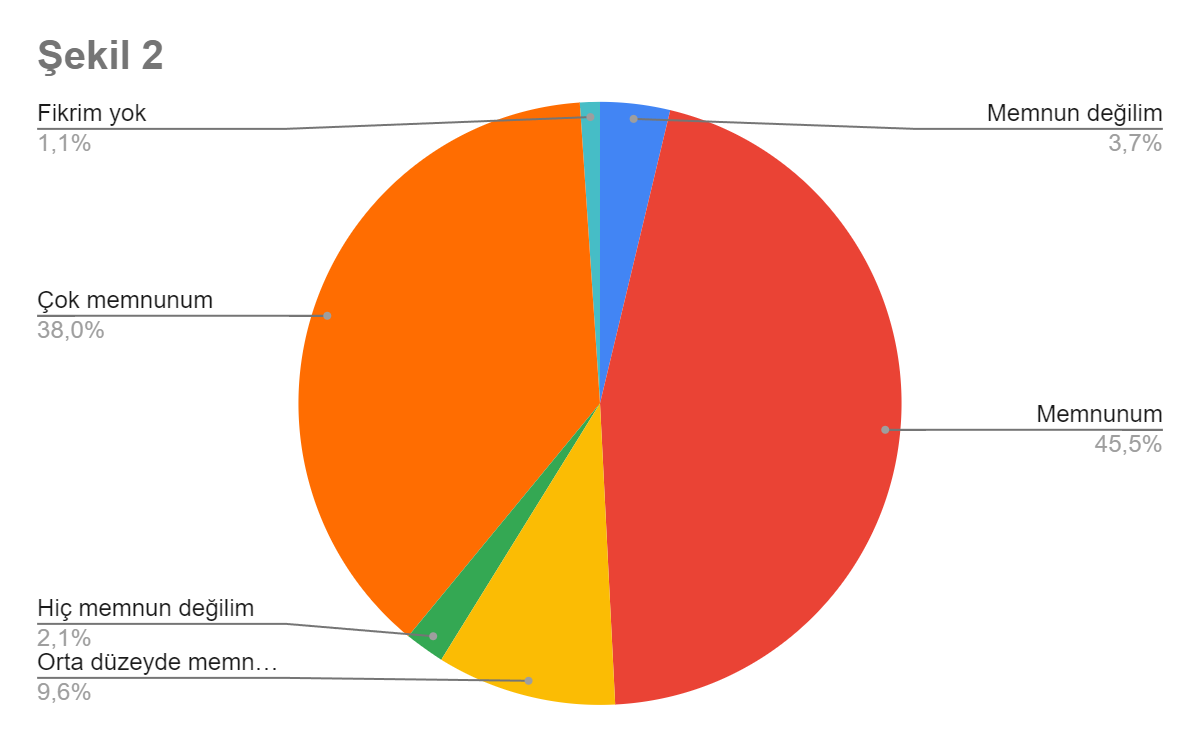 Şekil 2
Fikrim yok
1,1%
Memnun değilim
3,7%
Çok memnunum
38,0%
Memnunum
45,5%
Hiç memnun değilim
2,1%
Orta düzeyde memn…
9,6%